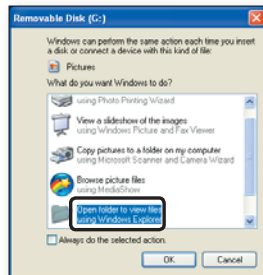 Removable Disk (G:)
Windows can perform the same action each time you insert
a disk or connect a device with this kind of file:
Pictures
What do you want Windows to do?
using Photo Printing Wizard
View a slideshow of the images
using Windows Picture and Fax Viewer
Copy pictures to a folder on my computer
using Microsoft Scanner and Camera Wizard
Browse picture files
using MediaShow
Open folder to view files
using Windows Explorer
Always do the selected action.
OK
Cancel